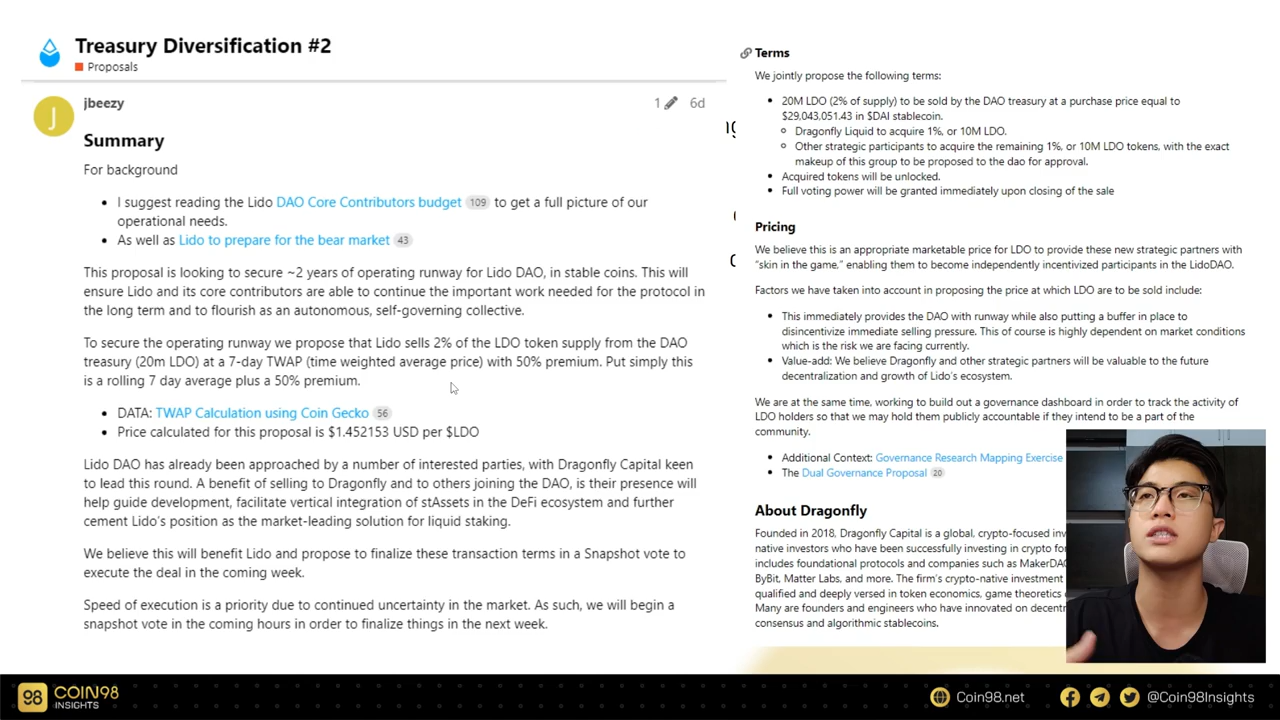 Treasury Diversification #2
Proposals
J
jbeezy
1
6d
Summary
For background
I suggest reading the Lido DAO Core Contributors budget 109 to get a full picture of our
operational needs.
As well as Lido to prepare for the bear market 43
This proposal is looking to secure ~2 years of operating runway for Lido DAO, in stable coins. This will
ensure Lido and its core contributors are able to continue the important work needed for the protocol in
the long term and to flourish as an autonomous, self-governing collective.
To secure the operating runway we propose that Lido sells 2% of the LDO token supply from the DAO
treasury (20m LDO) at a 7-day TWAP (time weighted average price) with 50% premium. Put simply this
is a rolling 7 day average plus a 50% premium.
DATA: TWAP Calculation using Coin Gecko 56
Price calculated for this proposal is $1.452153 USD per $LDO
Lido DAO has already been approached by a number of interested parties, with Dragonfly Capital keen
to lead this round. A benefit of selling to Dragonfly and to others joining the DAO, is their presence will
help guide development, facilitate vertical integration of stAssets in the DeFi ecosystem and further
cement Lido's position as the market-leading solution for liquid staking.
We believe this will benefit Lido and propose to finalize these transaction terms in a Snapshot vote to
execute the deal in the coming week.
Speed of execution is a priority due to continued uncertainty in the market. As such, we will begin a
snapshot vote in the coming hours in order to finalize things in the next week.
Terms
We jointly propose the following terms:
20M LDO (2% of supply) to be sold by the DAO treasury at a purchase price equal to
$29,043,051.43 in $DAI stablecoin.
Dragonfly Liquid to acquire 1%, or 10M LDO.
Other strategic participants to acquire the remaining 1%, or 10M LDO tokens, with the exact
makeup of this group to be proposed to the dao for approval.
Acquired tokens will be unlocked.
Full voting power will be granted immediately upon closing of the sale
Pricing
We believe this is an appropriate marketable price for LDO to provide these new strategic partners with
"skin in the game," enabling them to become independently incentivized participants in the LidoDAO.
Factors we have taken into account in proposing the price at which LDO are to be sold include:
This immediately provides the DAO with runway while also putting a buffer in place to
disincentivize immediate selling pressure. This of course is highly dependent on market conditions
which is the risk we are facing currently.
Value-add: We believe Dragonfly and other strategic partners will be valuable to the future
decentralization and growth of Lido's ecosystem.
We are at the same time, working to build out a governance dashboard in order to track the activity of
LDO holders so that we may hold them publicly accountable if they intend to be a part of the
community.
Additional Context: Governance Research Mapping Exercise
The Dual Governance Proposal 20
About Dragonfly
Founded in 2018, Dragonfly Capital is a global, crypto-focused
native investors who have been successfully investing in crypto
includes foundational protocols and companies such as
ByBit, Matter Labs, and more. The firm's crypto-native investment
qualified and deeply versed in token economics, game theoretics
Many are founders and engineers who have innovated on
consensus and algorithmic stablecoins.
98 COIN98
INSIGHTS
Coin98.net
@Coin98Insights